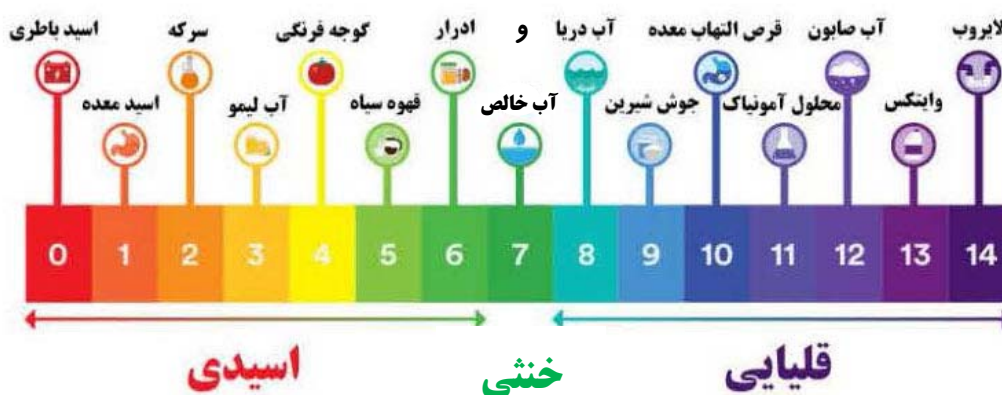 اسید باطری
سرکه
گوجه فرنگی
ادرار
و
آب دریا
قرص التهاب معده
آب صابون
لایروب
اسید معده
آب لیمو
قهوه سیاه
آب خالص
جوش شیرین
محلول آمونیاک
وایتکس
0 1 2 3 4 5 6 7 8 9 10 11 12 13 14
اسیدی
خنثی
قلیایی